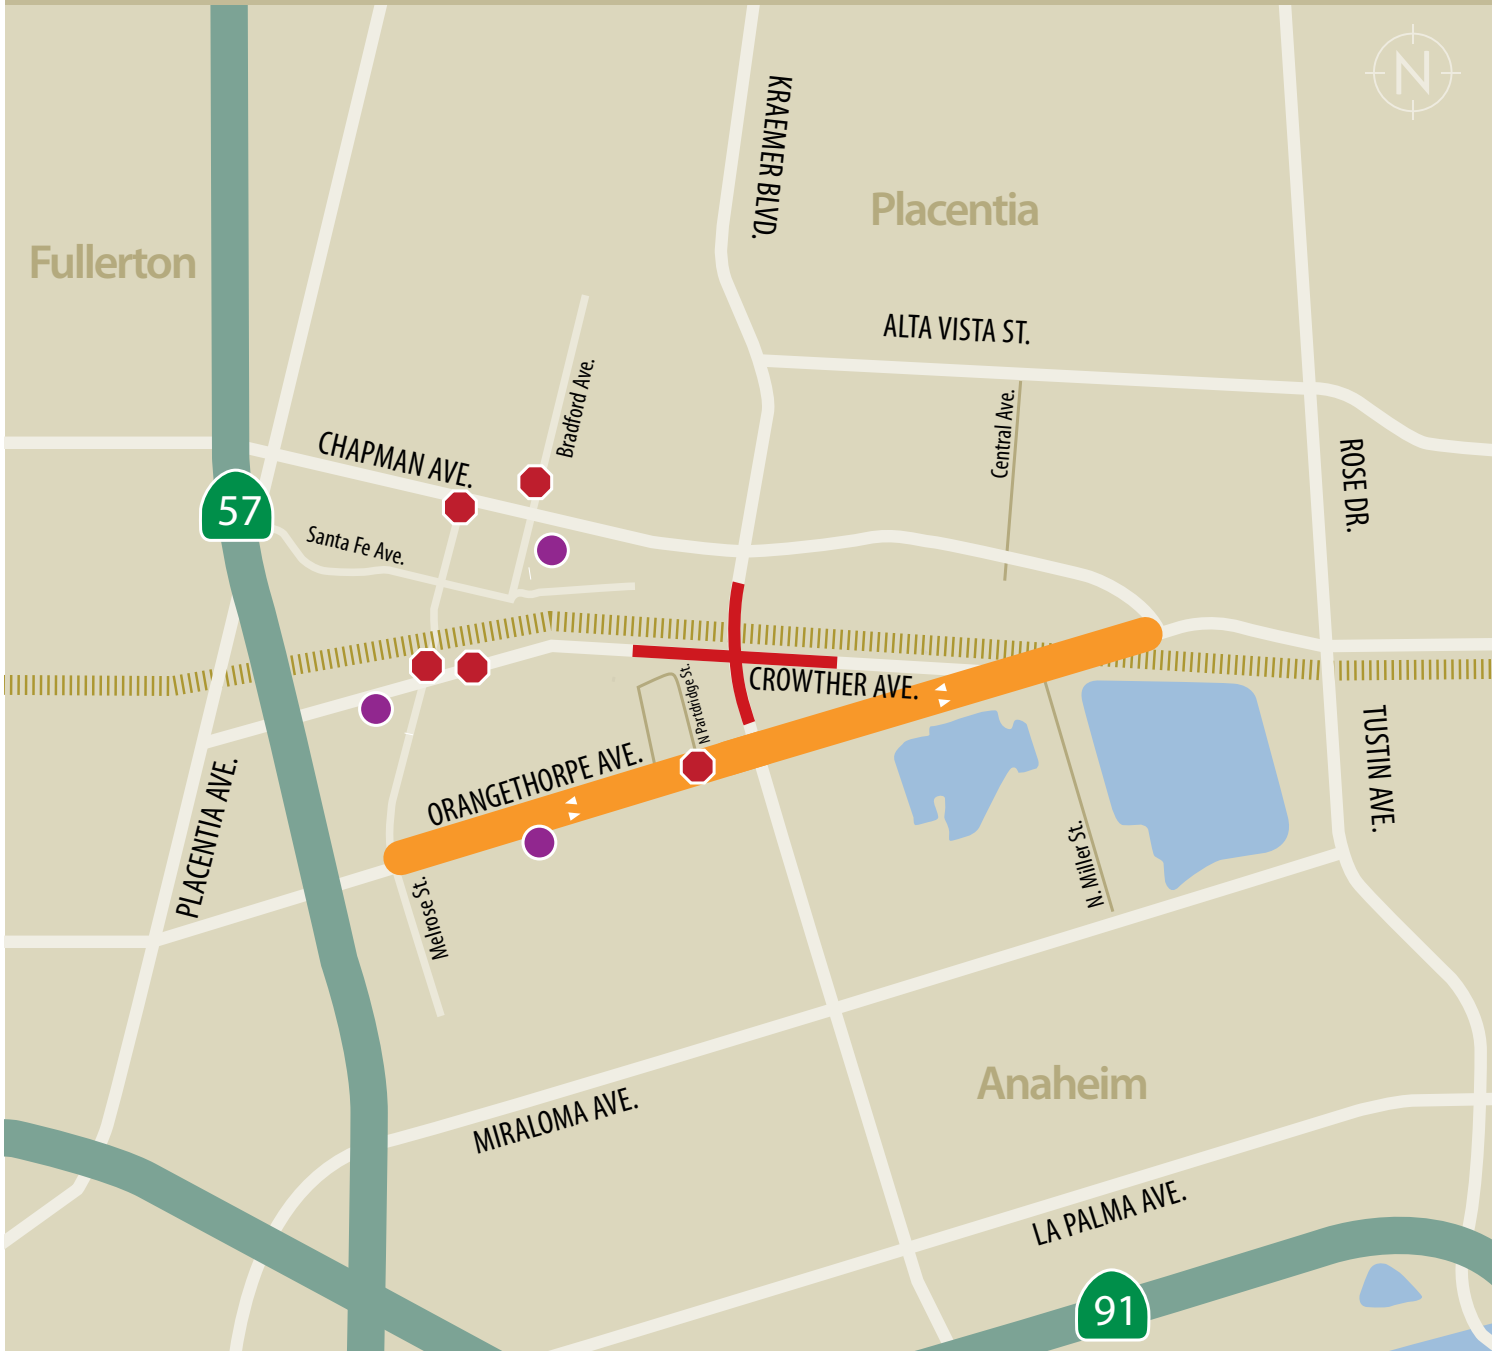 N
KRAEMER BLVD.
Placentia
Fullerton
ALTA VISTA ST.
Bradford Ave.
Central Ave.
CHAPMAN AVE.
ROSE DR.
57
Santa Fe Ave.
N Partdridge St.
CROWTHER AVE.
ORANGETHORPE AVE.
TUSTIN AVE.
PLACENTIA AVE.
N. Miller St.
Melrose St.
Anaheim
MIRALOMA AVE.
LA PALMA AVE.
91